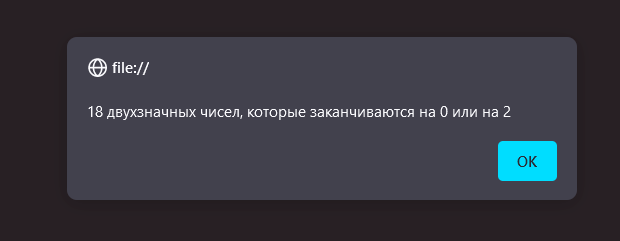 file://
18 двухзначных чисел, которые заканчиваются на 0 или на 2
OK